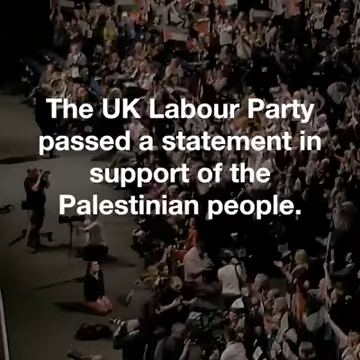 The UK Labour Party
passed a statement in
support of the
Palestinian people.